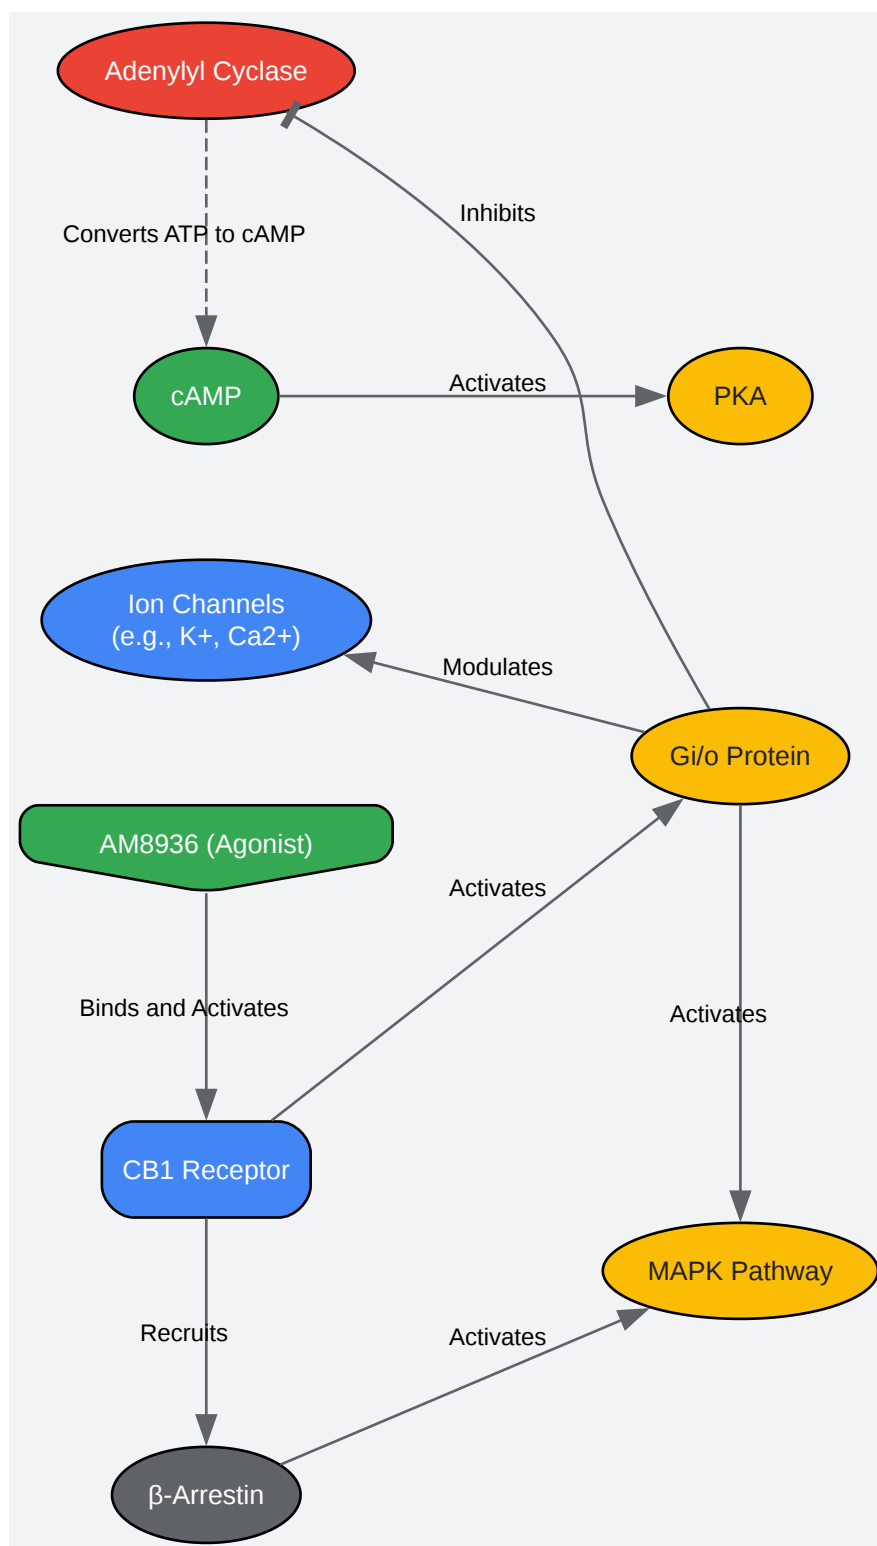 Adenylyl Cyclase
Inhibits
Converts ATP to cAMP
Activates
cAMP
PKA
Ion Channels
(e.g., K+, Ca2+)
Modulates
Gi/o Protein
AM8936 (Agonist)
Activates
Binds and Activates
Activates
CB1 Receptor
MAPK Pathway
Recruits
Activates
β-Arrestin